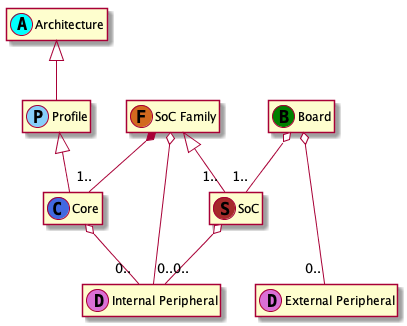 A Architecture
P Profile
F SoC Family
B Board
1.. 1.. 1..
C Core
S SoC
0.. 0..0.. 0..
D Internal Peripheral
D External Peripheral